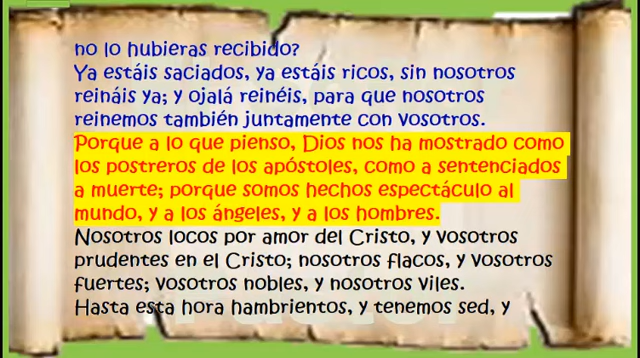 no lo hubieras recibido?
Ya estáis saciados, ya estáis ricos, sin nosotros
reináis ya; y ojalá reinéis, para que nosotros
reinemos también juntamente con vosotros.
Porque a lo que pienso, Dios nos ha mostrado como
los postreros de los apóstoles, como a sentenciados
a muerte; porque somos hechos espectáculo al
mundo, y a los ángeles, y a los hombres.
Nosotros locos por amor del Cristo, y vosotros
prudentes en el Cristo; nosotros flacos, y vosotros
fuertes; vosotros nobles, y nosotros viles.
Hasta esta hora hambrientos, y tenemos sed, y